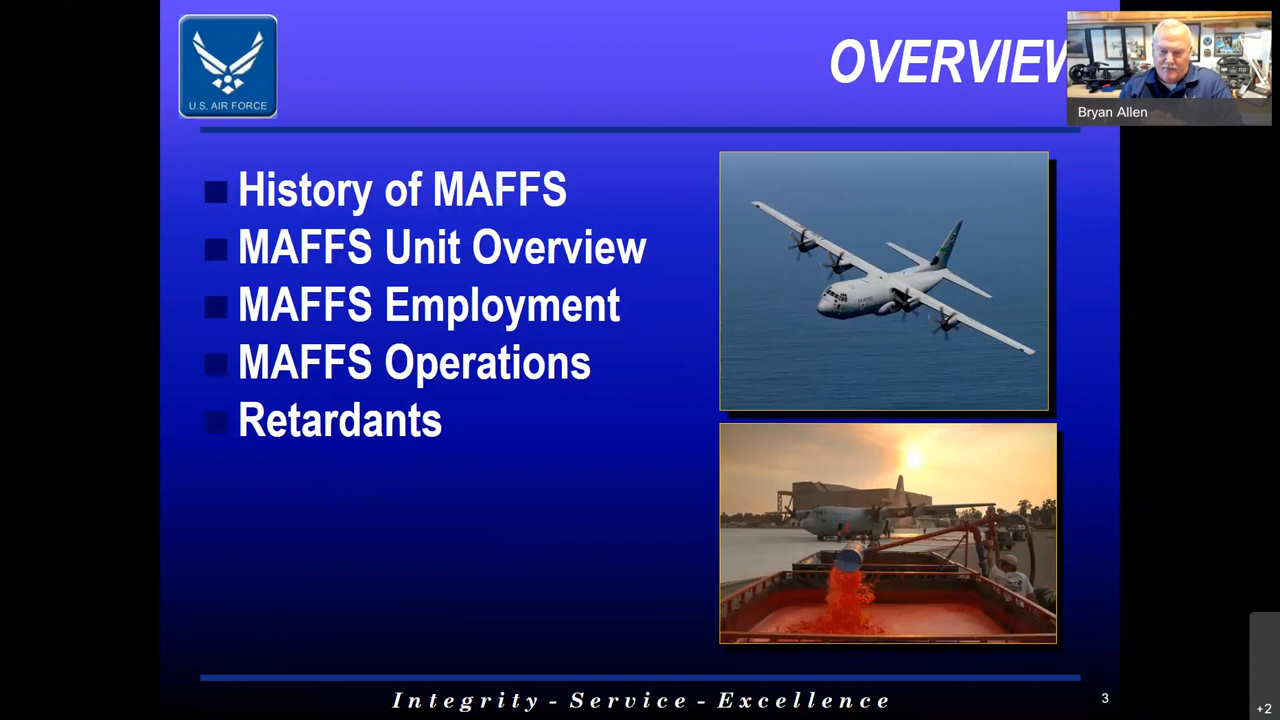 U.S. AIR FORCE
OVERVIEW
Bryan Allen
History of MAFFS
MAFFS Unit Overview
MAFFS Employment
MAFFS Operations
Retardants
Integrity - Service - Excellence
3
+2